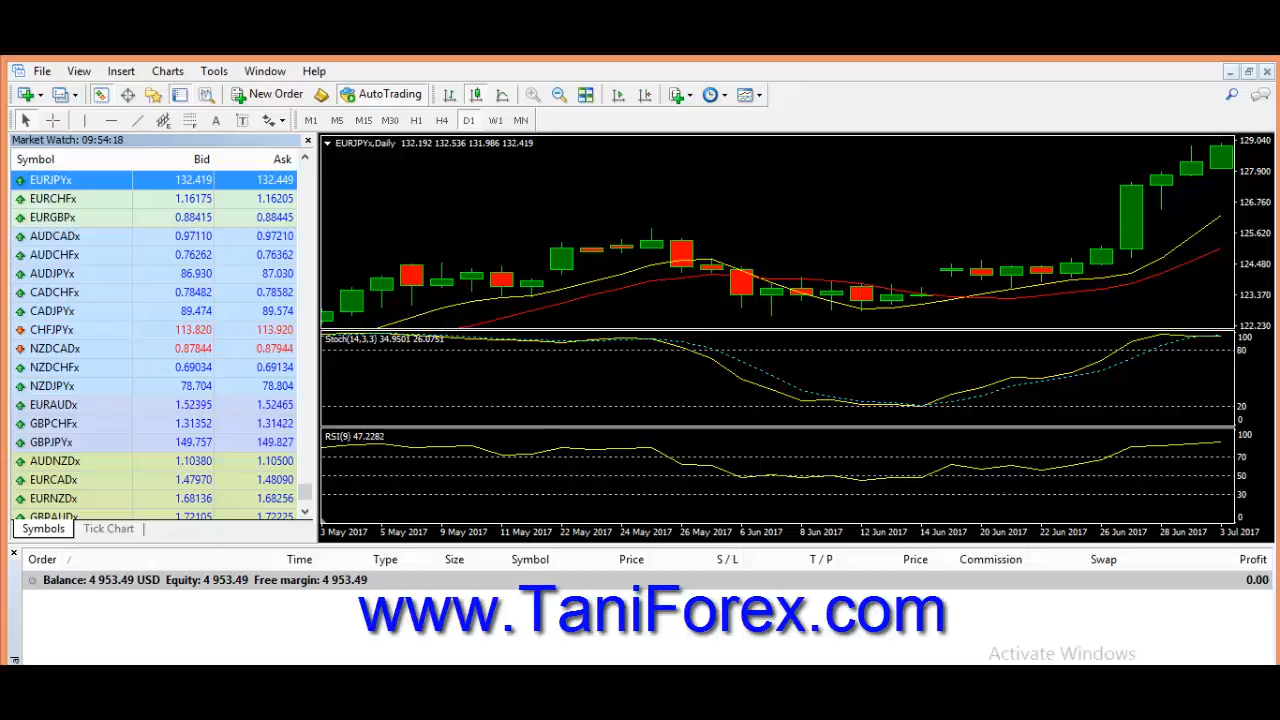 File View Insert Charts Tools Window Help
New Order AutoTrading
A T M1 M5 M15 M30 H1 H4 D1 W1 MN
Market Watch: 09:54:18
Symbol Bid Ask
EURJPYx 132.419 132.449
EURCHFx 1.16175 1.16205
EURGBPx 0.88415 0.88445
AUDCADx 0.97110 0.97210
AUDCHFx 0.76262 0.76362
AUDJPYx 86.930 87.030
CADCHFx 0.78482 0.78582
CADJPYx 89.474 89.574
CHFJPYx 113.820 113.920
NZDCADx 0.87844 0.87944
NZDCHFx 0.69034 0.69134
NZDJPYx 78.704 78.804
EURAUDx 1.52395 1.52465
GBPCHFx 1.31352 1.31422
GBPJPYx 149.757 149.827
AUDNZDx 1.10380 1.10500
EURCADx 1.47970 1.48090
EURNZDx 1.68136 1.68256
GBPAUDx 1.72105 1.72225
Symbols Tick Chart
EURJPYx,Daily 132.192 132.536 131.986 132.419
129.040
127.900
126.760
125.620
124.480
123.370
122.230
Stoch(14,3,3) 34.9501 26.0751
100
80
20
0
RSI(9) 47.2282
100
70
50
30
0
3 May 2017 5 May 2017 9 May 2017 11 May 2017 22 May 2017 24 May 2017 26 May 2017 6 Jun 2017 8 Jun 2017 12 Jun 2017 14 Jun 2017 20 Jun 2017 22 Jun 2017 26 Jun 2017 28 Jun 2017 3 Jul 2017
Order / Time Type Size Symbol Price S / L T / P Price Commission Swap Profit
Balance: 4 953.49 USD Equity: 4 953.49 Free margin: 4 953.49 0.00
www.TaniForex.com
Activate Windows